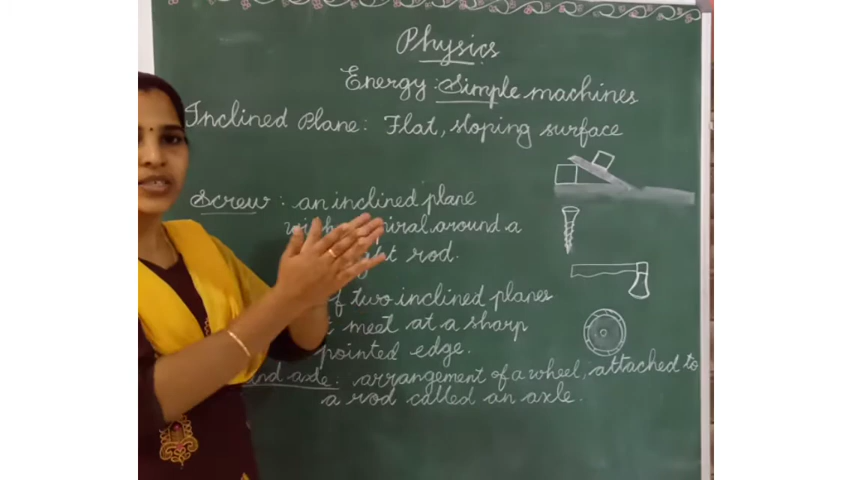 Physics
Energy: Simple machines
Inclined Plane: Flat, sloping surface
Screw: an inclined plane
spiral around a
rod.
two inclined planes
meet at a sharp
pointed edge.
and axle: arrangement of a wheel, attached to
a rod called an axle.